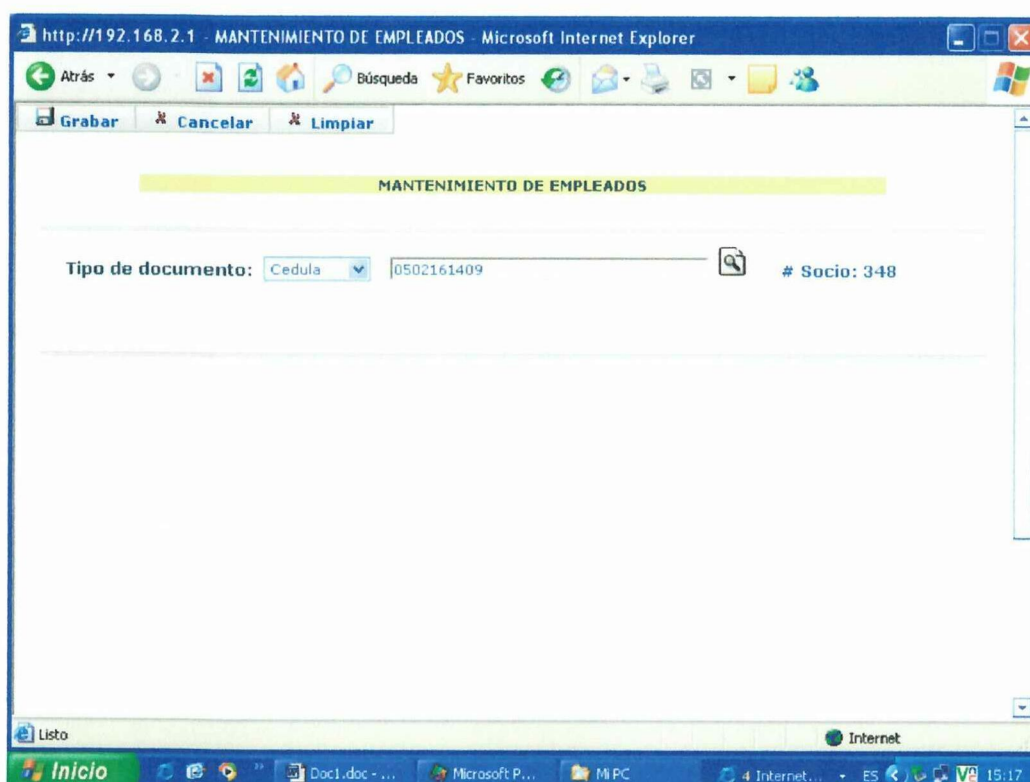 http://192.168.2.1 - MANTENIMIENTO DE EMPLEADOS - Microsoft Internet Explorer
Atrás Búsqueda Favoritos
Grabar Cancelar Limpiar
MANTENIMIENTO DE EMPLEADOS
Tipo de documento: Cedula 0502161409 # Socio: 348
Listo Internet
Inicio Doc1.doc - ... Microsoft P... Mi PC 4 Internet... ES 15:17